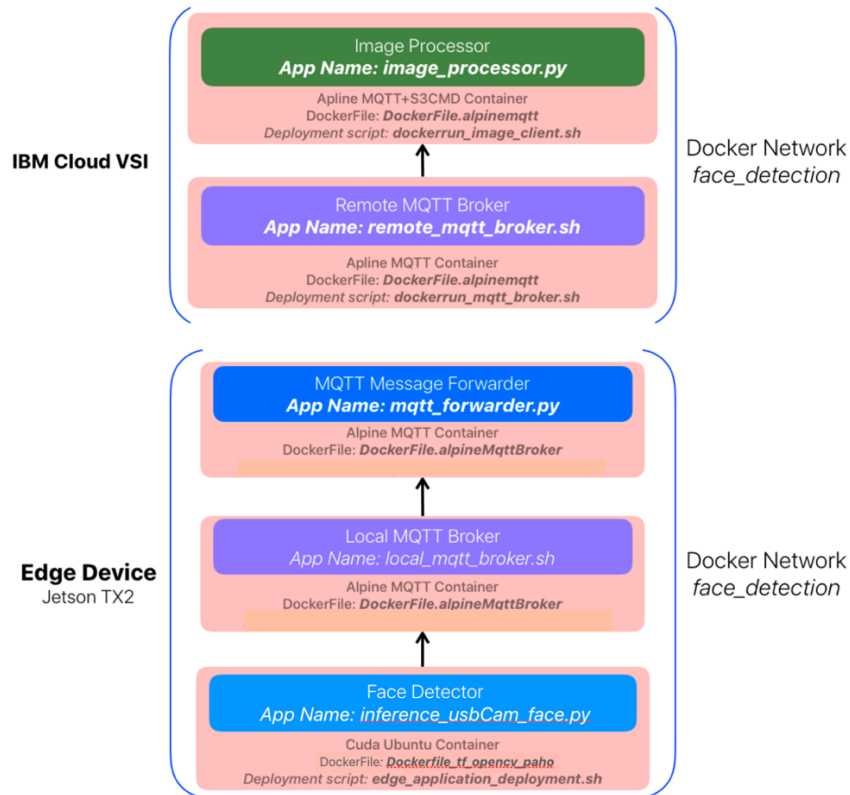 Image Processor
App Name: image_processor.py
Apline MQTT+S3CMD Container
DockerFile: DockerFile.alpinemqtt
Deployment script: dockerrun_image_client.sh
IBM Cloud VSI
Docker Network
face_detection
Remote MQTT Broker
App Name: remote_mqtt_broker.sh
Apline MQTT Container
DockerFile: DockerFile.alpinemqtt
Deployment script: dockerrun_mqtt_broker.sh
MQTT Message Forwarder
App Name: mqtt_forwarder.py
Alpine MQTT Container
DockerFile: DockerFile.alpineMqttBroker
Local MQTT Broker
App Name: local_mqtt_broker.sh
Alpine MQTT Container
DockerFile: DockerFile.alpineMqttBroker
Edge Device
Jetson TX2
Docker Network
face_detection
Face Detector
App Name: inference_usbCam_face.py
Cuda Ubuntu Container
DockerFile: Dockerfile_tf_opencv_paho
Deployment script: edge_application_deployment.sh